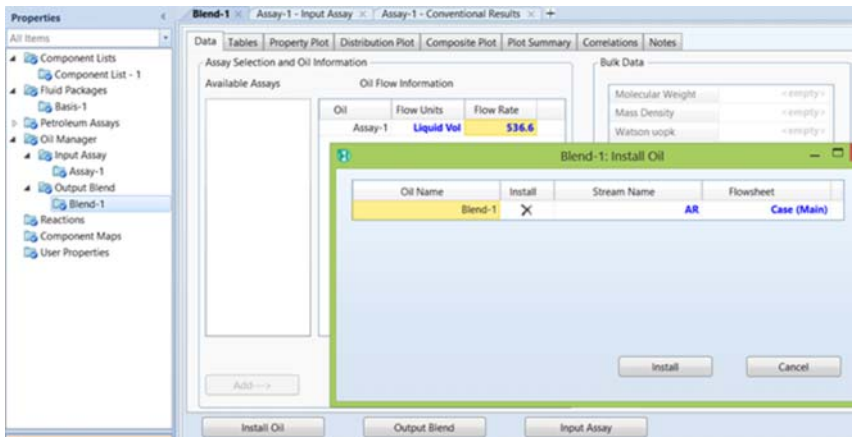 Properties
All Items
Component Lists
Component List - 1
Fluid Packages
Basis-1
Petroleum Assays
Oil Manager
Input Assay
Assay-1
Output Blend
Blend-1
Reactions
Component Maps
User Properties
Blend-1 Assay-1 - Input Assay Assay-1 - Conventional Results +
Data Tables Property Plot Distribution Plot Composite Plot Plot Summary Correlations Notes
Assay Selection and Oil Information
Available Assays Oil Flow Information
Oil Flow Units Flow Rate
Assay-1 Liquid Vol 536.6
Bulk Data
Molecular Weight <empty>
Mass Density <empty>
Watson uopk <empty>
Blend-1: Install Oil
Oil Name Install Stream Name Flowsheet
Blend-1 AR Case (Main)
Install Cancel
Add--->
Install Oil Output Blend Input Assay